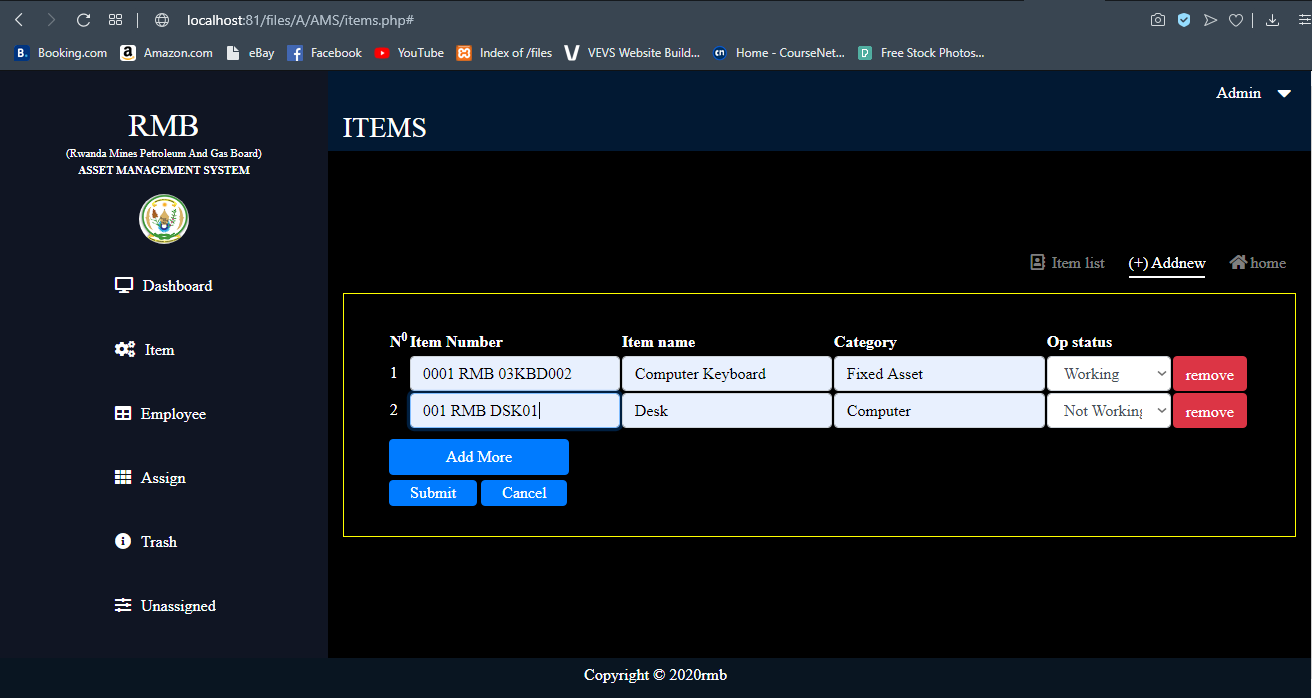 localhost:81/files/A/AMS/items.php#
Booking.com Amazon.com eBay Facebook YouTube Index of /files VEVS Website Build... Home - CourseNet... Free Stock Photos...
Admin
RMB
(Rwanda Mines Petroleum And Gas Board)
ASSET MANAGEMENT SYSTEM
Dashboard
Item
Employee
Assign
Trash
Unassigned
ITEMS
Item list (+) Addnew home
N0 Item Number Item name Category Op status
1 0001 RMB 03KBD002 Computer Keyboard Fixed Asset Working remove
2 001 RMB DSK01 Desk Computer Not Working remove
Add More
Submit Cancel
Copyright © 2020rmb